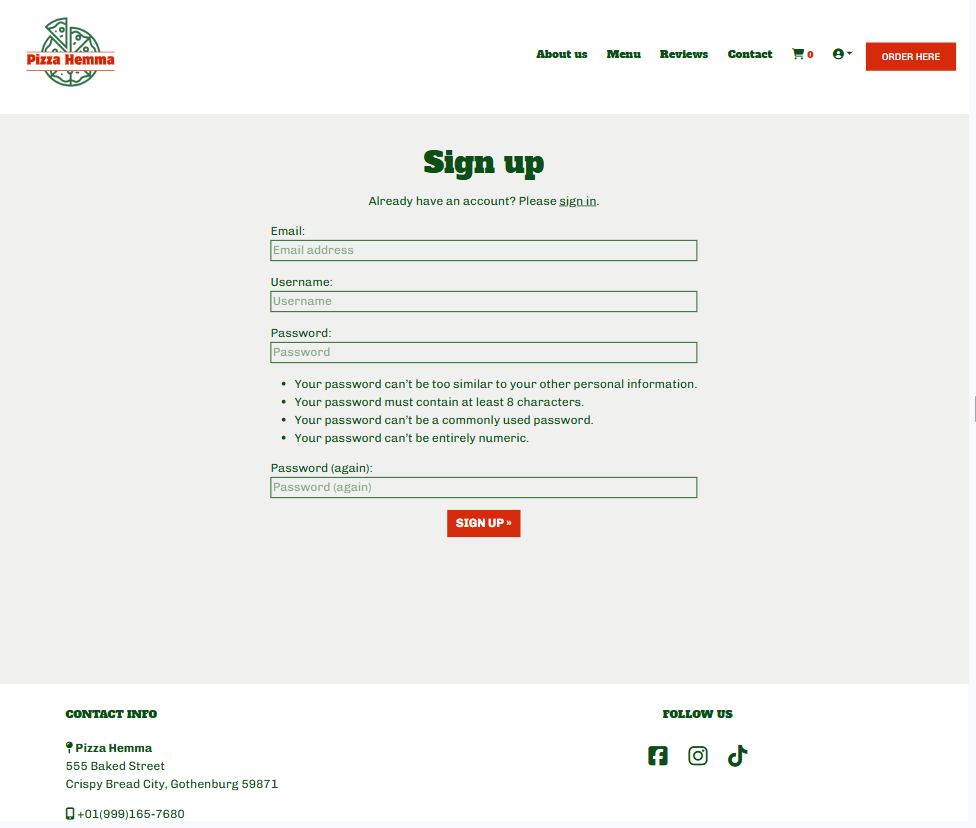 Pizza Hemma
About us Menu Reviews Contact 0 ORDER HERE
Sign up
Already have an account? Please sign in.
Email:
Email address
Username:
Username
Password:
Password
• Your password can’t be too similar to your other personal information.
• Your password must contain at least 8 characters.
• Your password can’t be a commonly used password.
• Your password can’t be entirely numeric.
Password (again):
Password (again)
SIGN UP »
CONTACT INFO
Pizza Hemma
555 Baked Street
Crispy Bread City, Gothenburg 59871
+01(999)165-7680
FOLLOW US